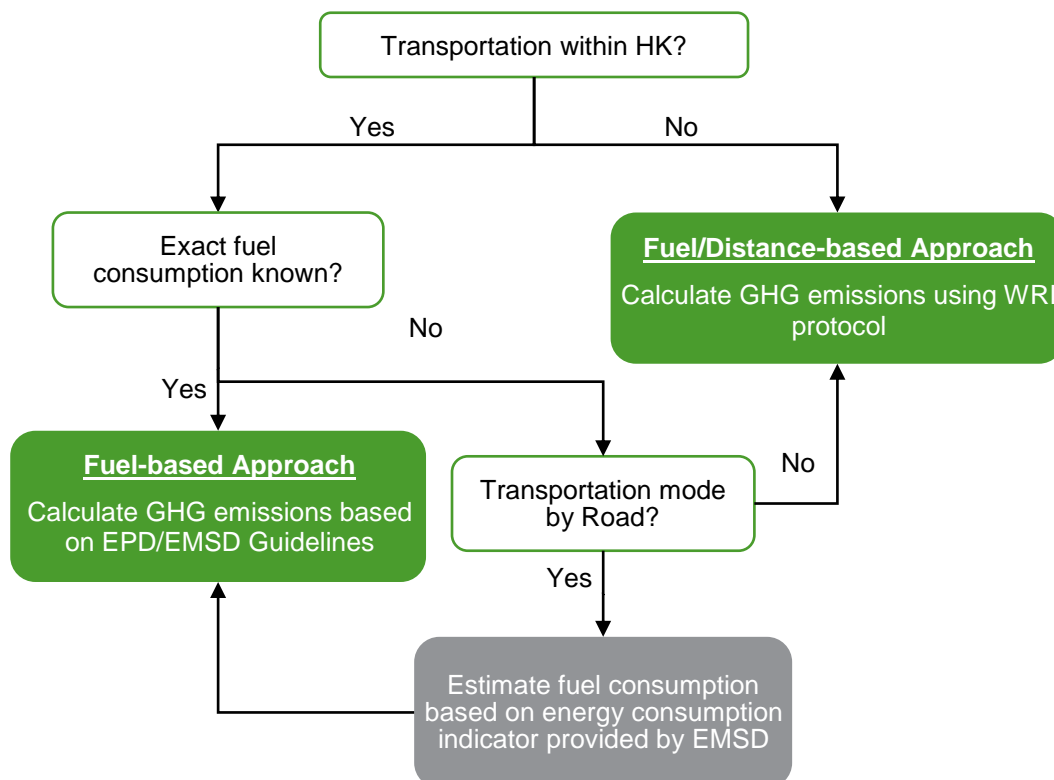 Transportation within HK?
Yes
No
Exact fuel
consumption known?
Fuel/Distance-based Approach
Calculate GHG emissions using WRI
protocol
No
Yes
Fuel-based Approach
Calculate GHG emissions based
on EPD/EMSD Guidelines
Transportation mode
by Road?
No
Yes
Estimate fuel consumption
based on energy consumption
indicator provided by EMSD